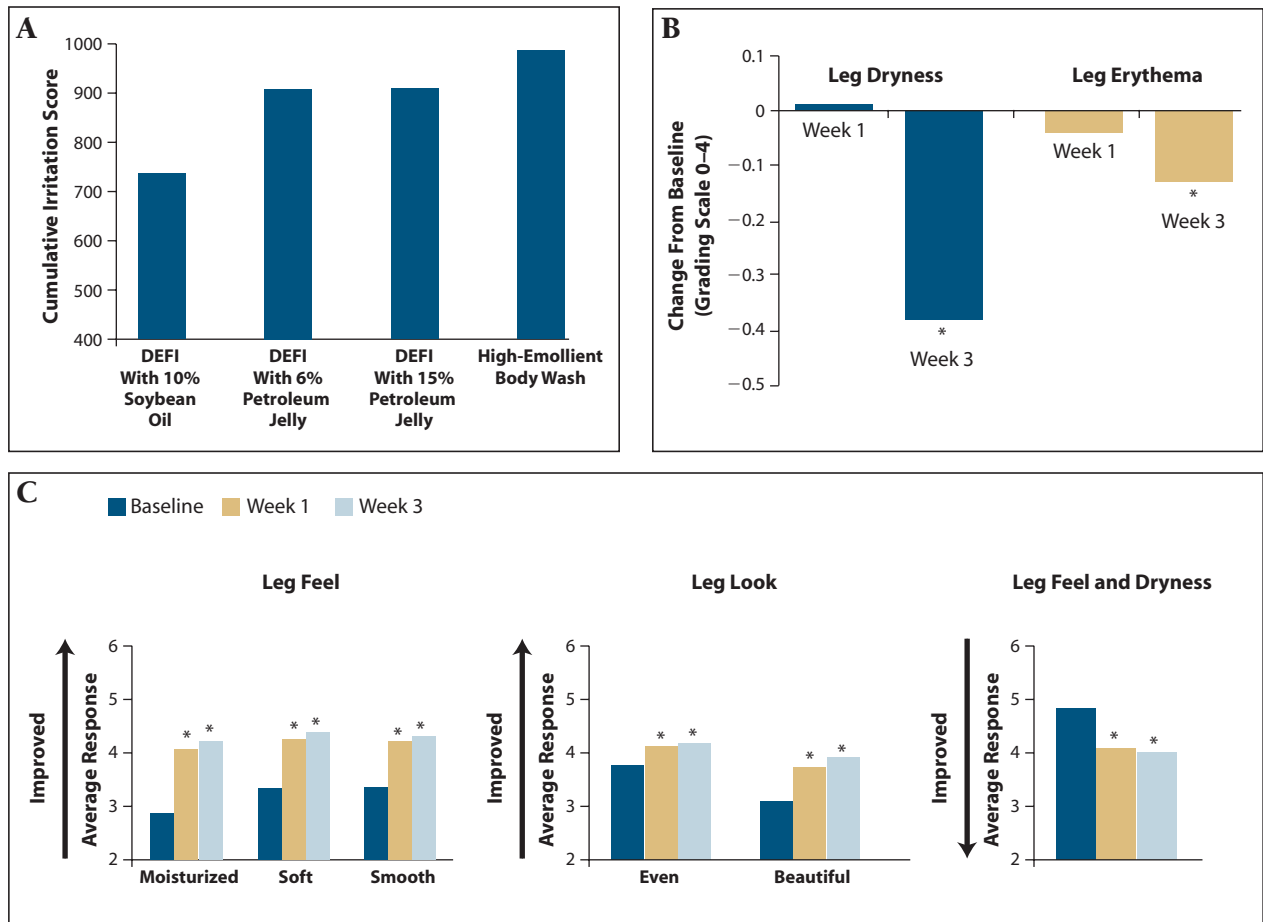 A
Cumulative Irritation Score
1000
900
800
700
600
500
400
DEFI
With 10%
Soybean
Oil
DEFI
With 6%
Petroleum
Jelly
DEFI
With 15%
Petroleum
Jelly
High-Emollient
Body Wash
B
Change From Baseline
(Grading Scale 0–4)
0.1
0
−0.1
−0.2
−0.3
−0.4
−0.5
Leg Dryness
Leg Erythema
Week 1
*
Week 3
Week 1
*
Week 3
C
Baseline
Week 1
Week 3
Leg Feel
Improved
Average Response
6
5
4
3
2
* *
* *
* *
Moisturized
Soft
Smooth
Leg Look
Improved
Average Response
6
5
4
3
2
* *
* *
Even
Beautiful
Leg Feel and Dryness
Improved
Average Response
6
5
4
3
2
* *